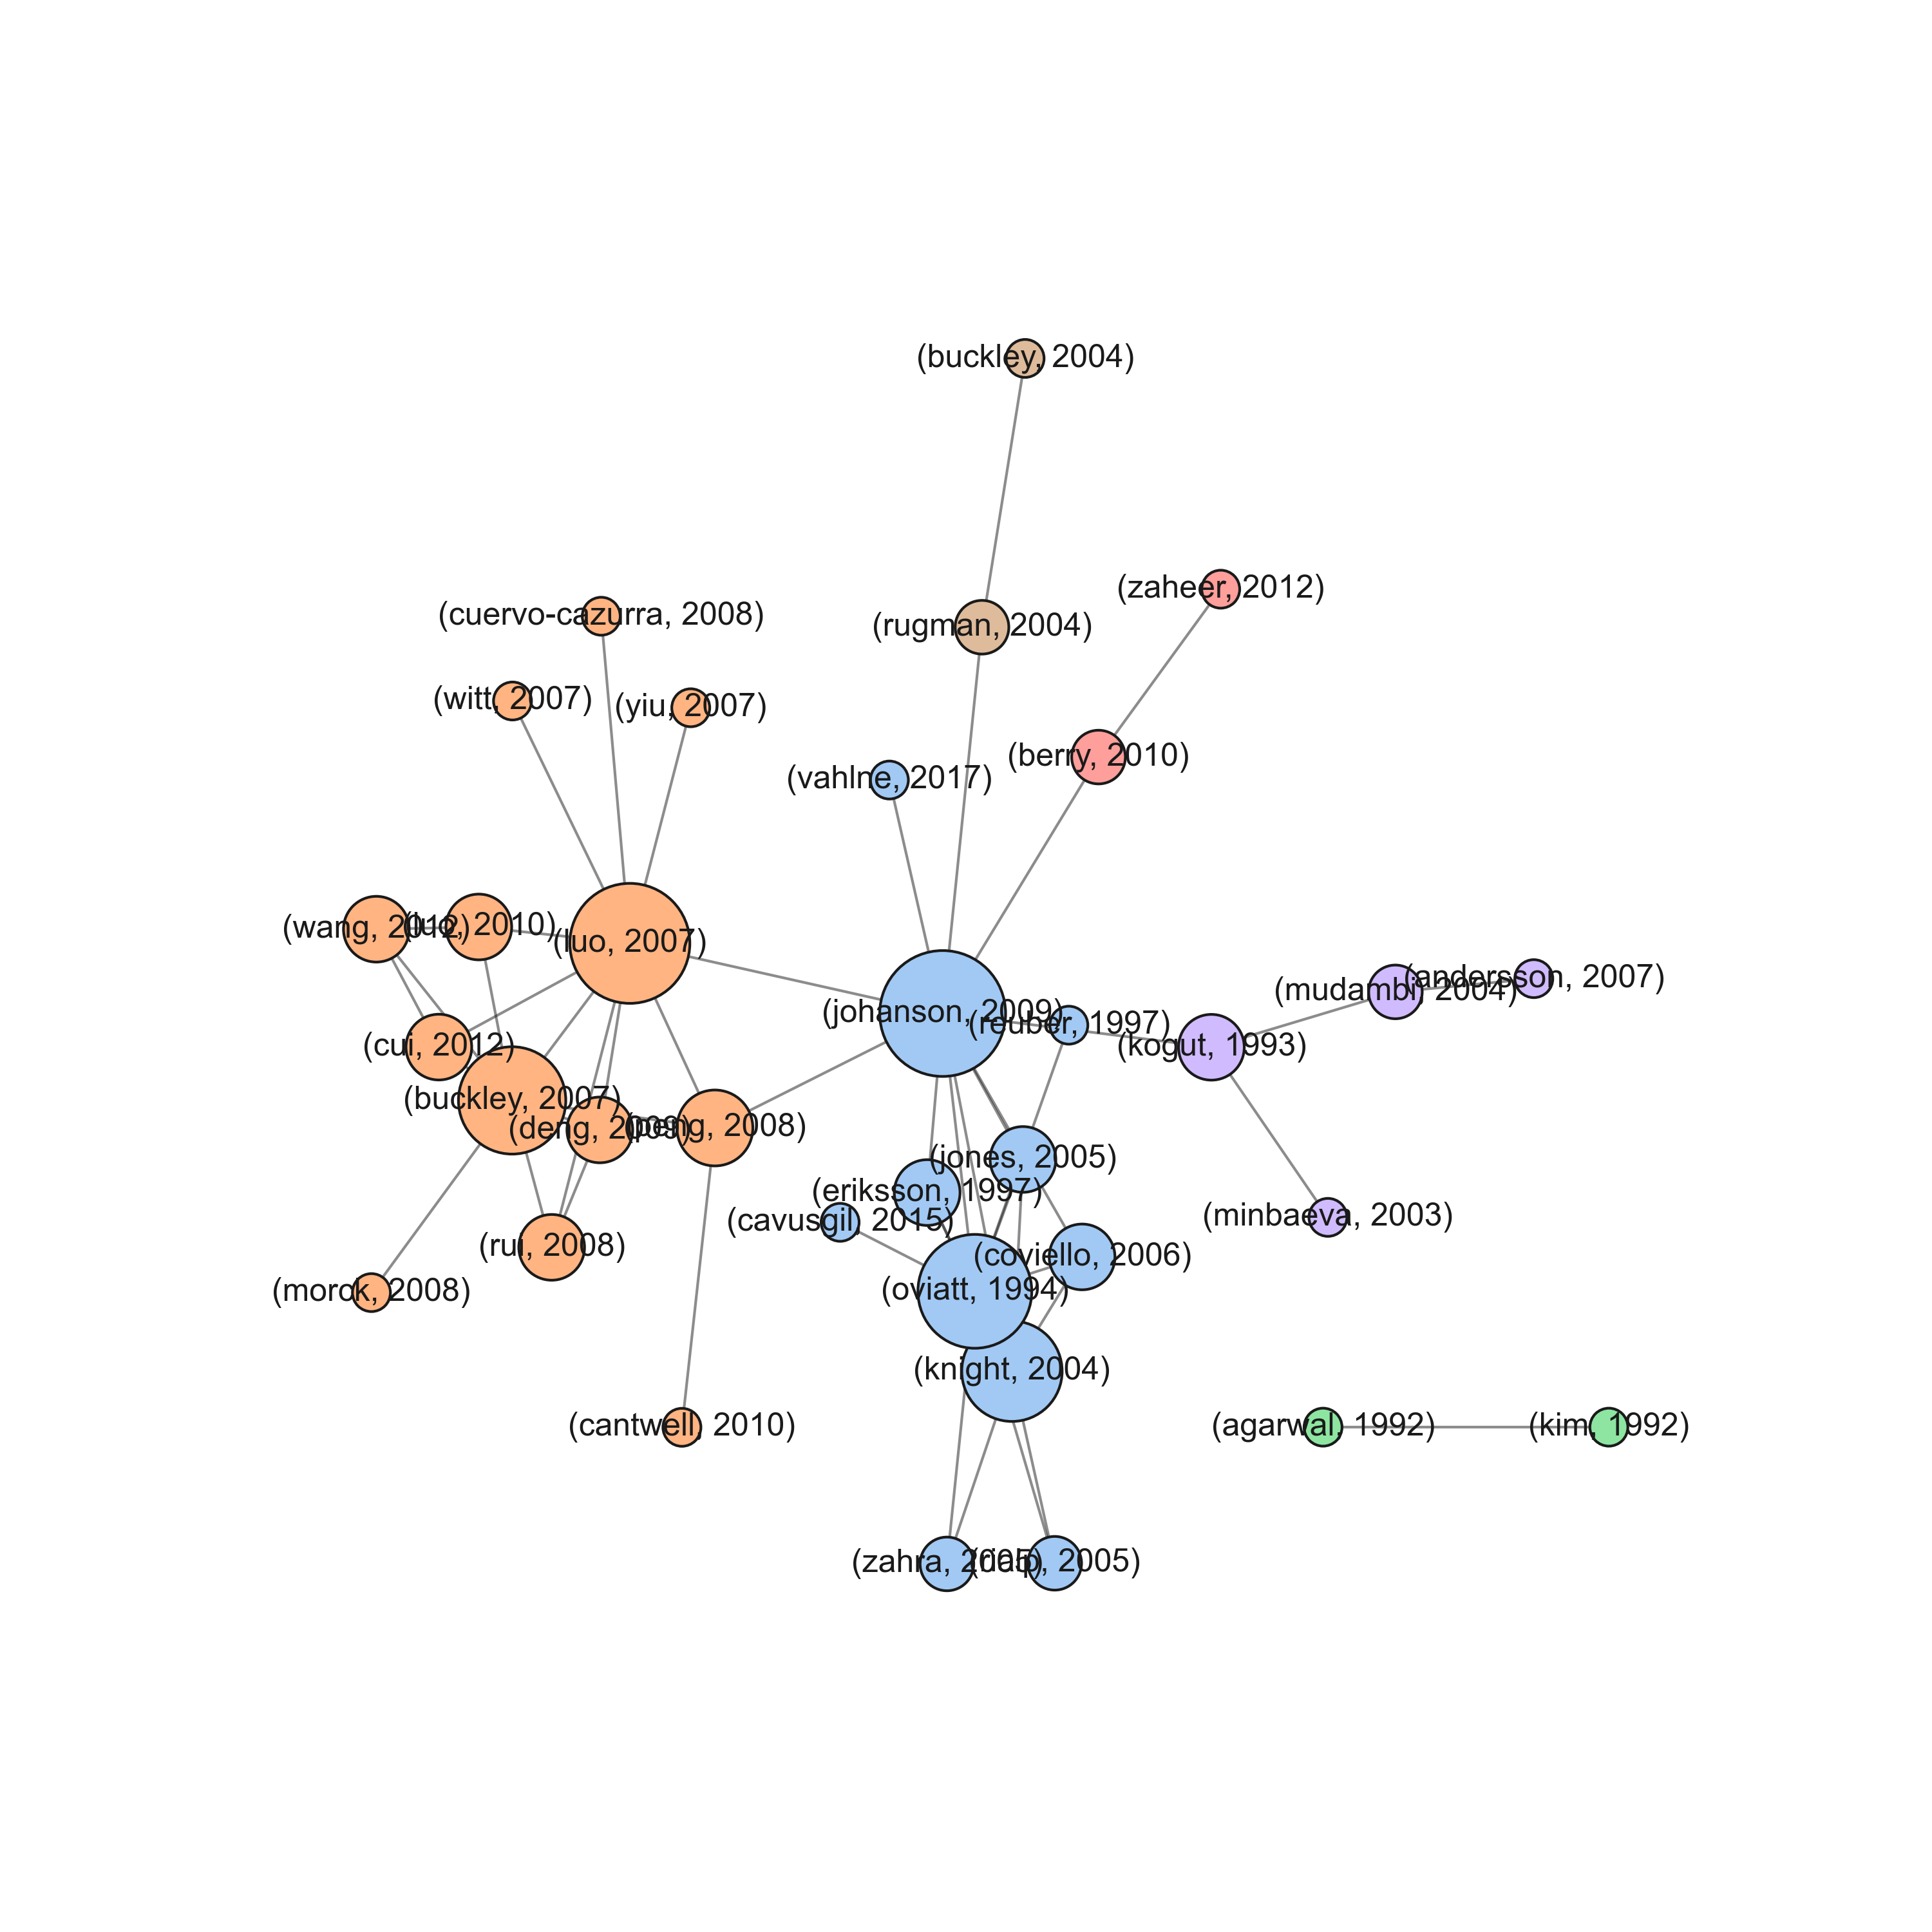 (buckley, 2004)
(zaheer, 2012)
(cuervo-cazurra, 2008)
(rugman, 2004)
(witt, 2007)
(yiu, 2007)
(berry, 2010)
(vahlne, 2017)
(wang, 2012)
(luo, 2010)
(luo, 2007)
(andersson, 2007)
(mudambi, 2004)
(johanson, 2009)
(reuber, 1997)
(kogut, 1993)
(cui, 2012)
(buckley, 2007)
(deng, 2009)
(peng, 2008)
(jones, 2005)
(eriksson, 1997)
(minbaeva, 2003)
(cavusgil, 2015)
(rui, 2008)
(coviello, 2006)
(morck, 2008)
(oviatt, 1994)
(knight, 2004)
(cantwell, 2010)
(agarwal, 1992)
(kim, 1992)
(zahra, 2005)
(rialp, 2005)